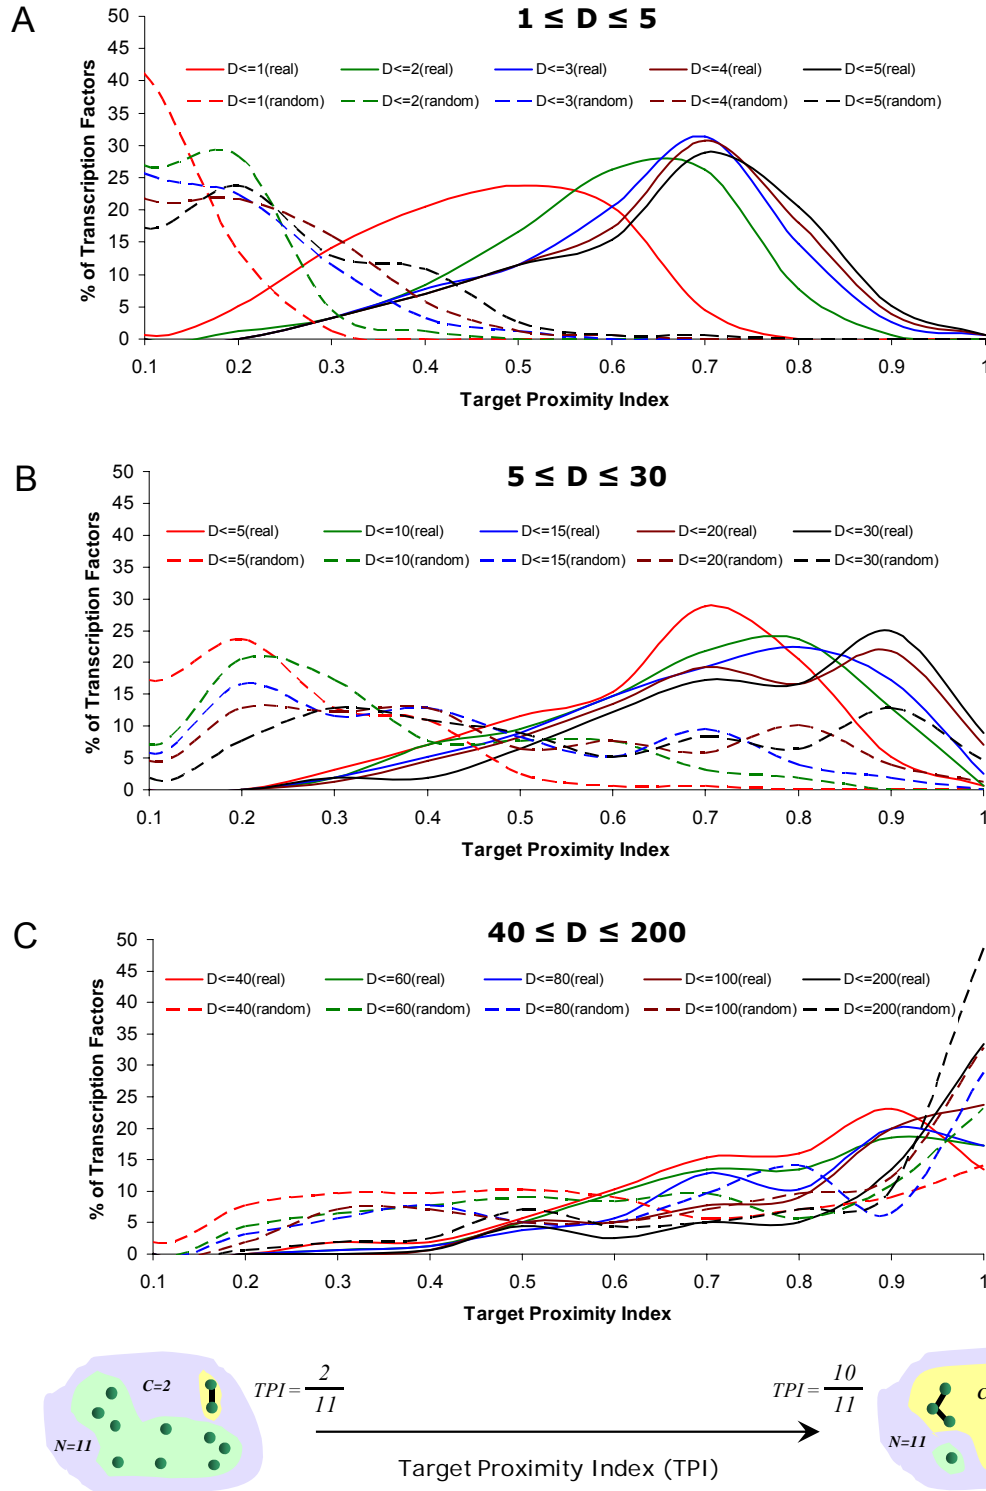 A
1 ≤ D ≤ 5
50
45
40
35
30
25
20
15
10
5
0
% of Transcription Factors
D<=1(real) D<=2(real) D<=3(real) D<=4(real) D<=5(real)
D<=1(random) D<=2(random) D<=3(random) D<=4(random) D<=5(random)
0.1 0.2 0.3 0.4 0.5 0.6 0.7 0.8 0.9 1
Target Proximity Index
B
5 ≤ D ≤ 30
50
45
40
35
30
25
20
15
10
5
0
% of Transcription Factors
D<=5(real) D<=10(real) D<=15(real) D<=20(real) D<=30(real)
D<=5(random) D<=10(random) D<=15(random) D<=20(random) D<=30(random)
0.1 0.2 0.3 0.4 0.5 0.6 0.7 0.8 0.9 1
Target Proximity Index
C
40 ≤ D ≤ 200
50
45
40
35
30
25
20
15
10
5
0
% of Transcription Factors
D<=40(real) D<=60(real) D<=80(real) D<=100(real) D<=200(real)
D<=40(random) D<=60(random) D<=80(random) D<=100(random) D<=200(random)
0.1 0.2 0.3 0.4 0.5 0.6 0.7 0.8 0.9 1
Target Proximity Index
C=2
N=11
TPI = 2/11
Target Proximity Index (TPI)
TPI = 10/11
C
N=11